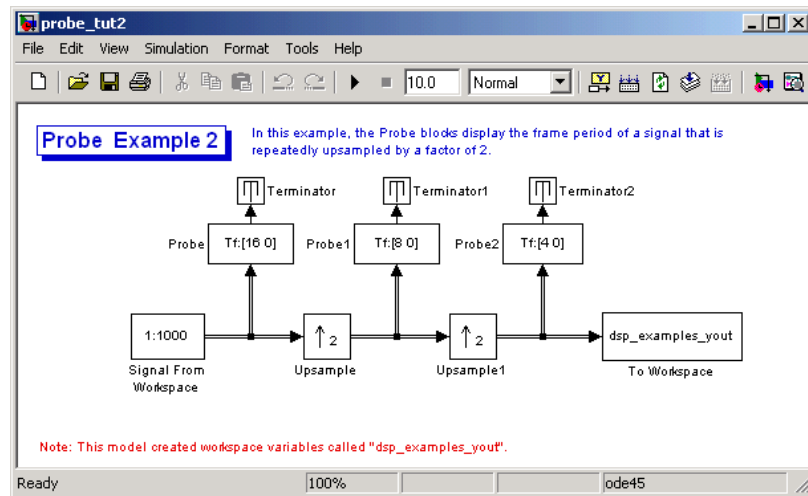 probe_tut2
File Edit View Simulation Format Tools Help
10.0 Normal
Probe Example 2
In this example, the Probe blocks display the frame period of a signal that is
repeatedly upsampled by a factor of 2.
Terminator Terminator1 Terminator2
Probe Tf:[16 0] Probe1 Tf:[8 0] Probe2 Tf:[4 0]
1:1000 2 2 dsp_examples_yout
Signal From
Workspace
Upsample Upsample1 To Workspace
Note: This model created workspace variables called "dsp_examples_yout".
Ready 100% ode45